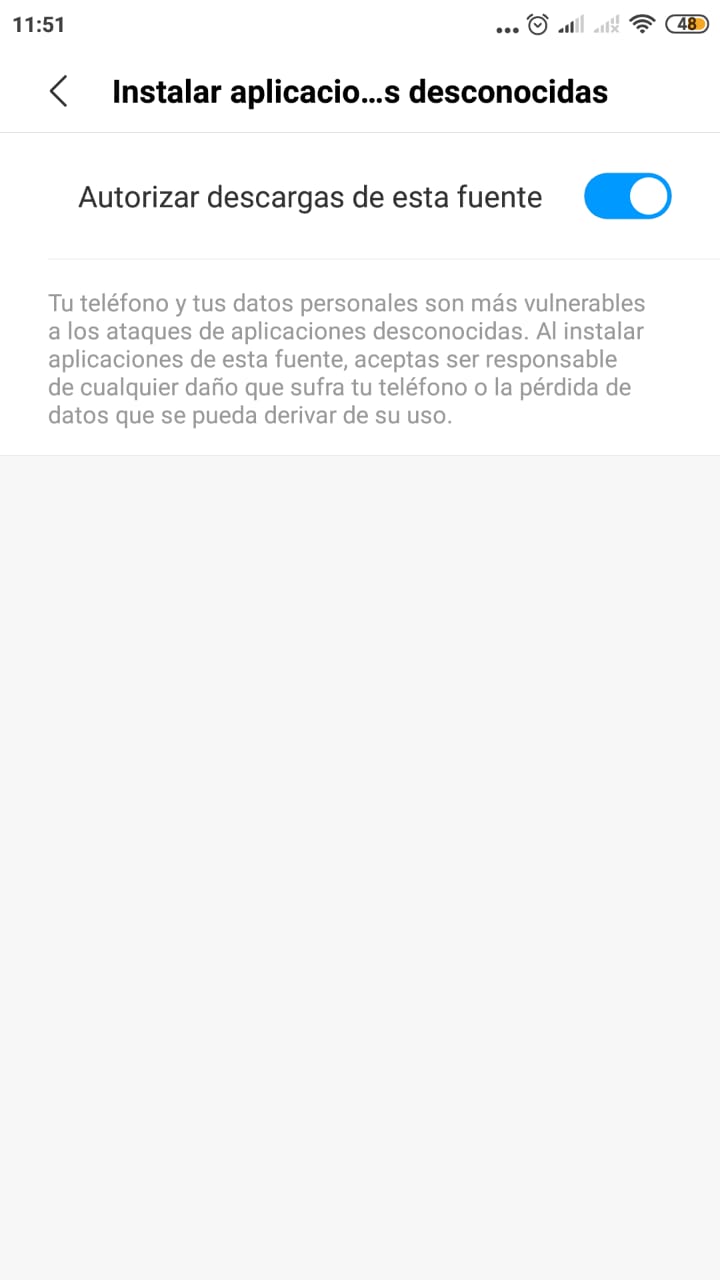 11:51
48
Instalar aplicacio...s desconocidas
Autorizar descargas de esta fuente
Tu teléfono y tus datos personales son más vulnerables
a los ataques de aplicaciones desconocidas. Al instalar
aplicaciones de esta fuente, aceptas ser responsable
de cualquier daño que sufra tu teléfono o la pérdida de
datos que se pueda derivar de su uso.